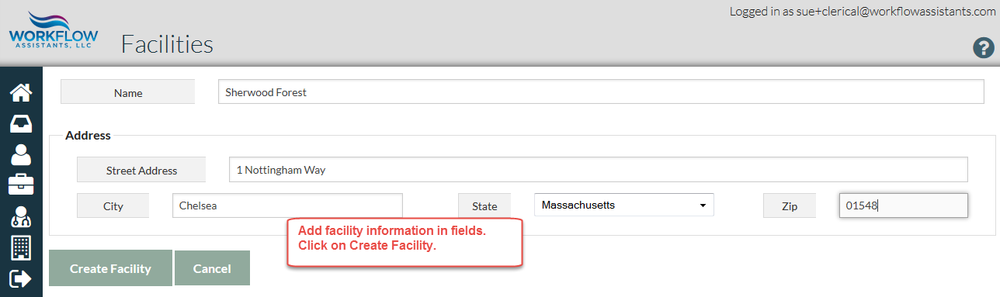 Logged in as sue+clerical@workflowassistants.com
WORKFLOW
ASSISTANTS, LLC
Facilities
?
Name
Sherwood Forest
Address
Street Address
1 Nottingham Way
City
Chelsea
State
Massachusetts
Zip
01548
Add facility information in fields.
Click on Create Facility.
Create Facility
Cancel